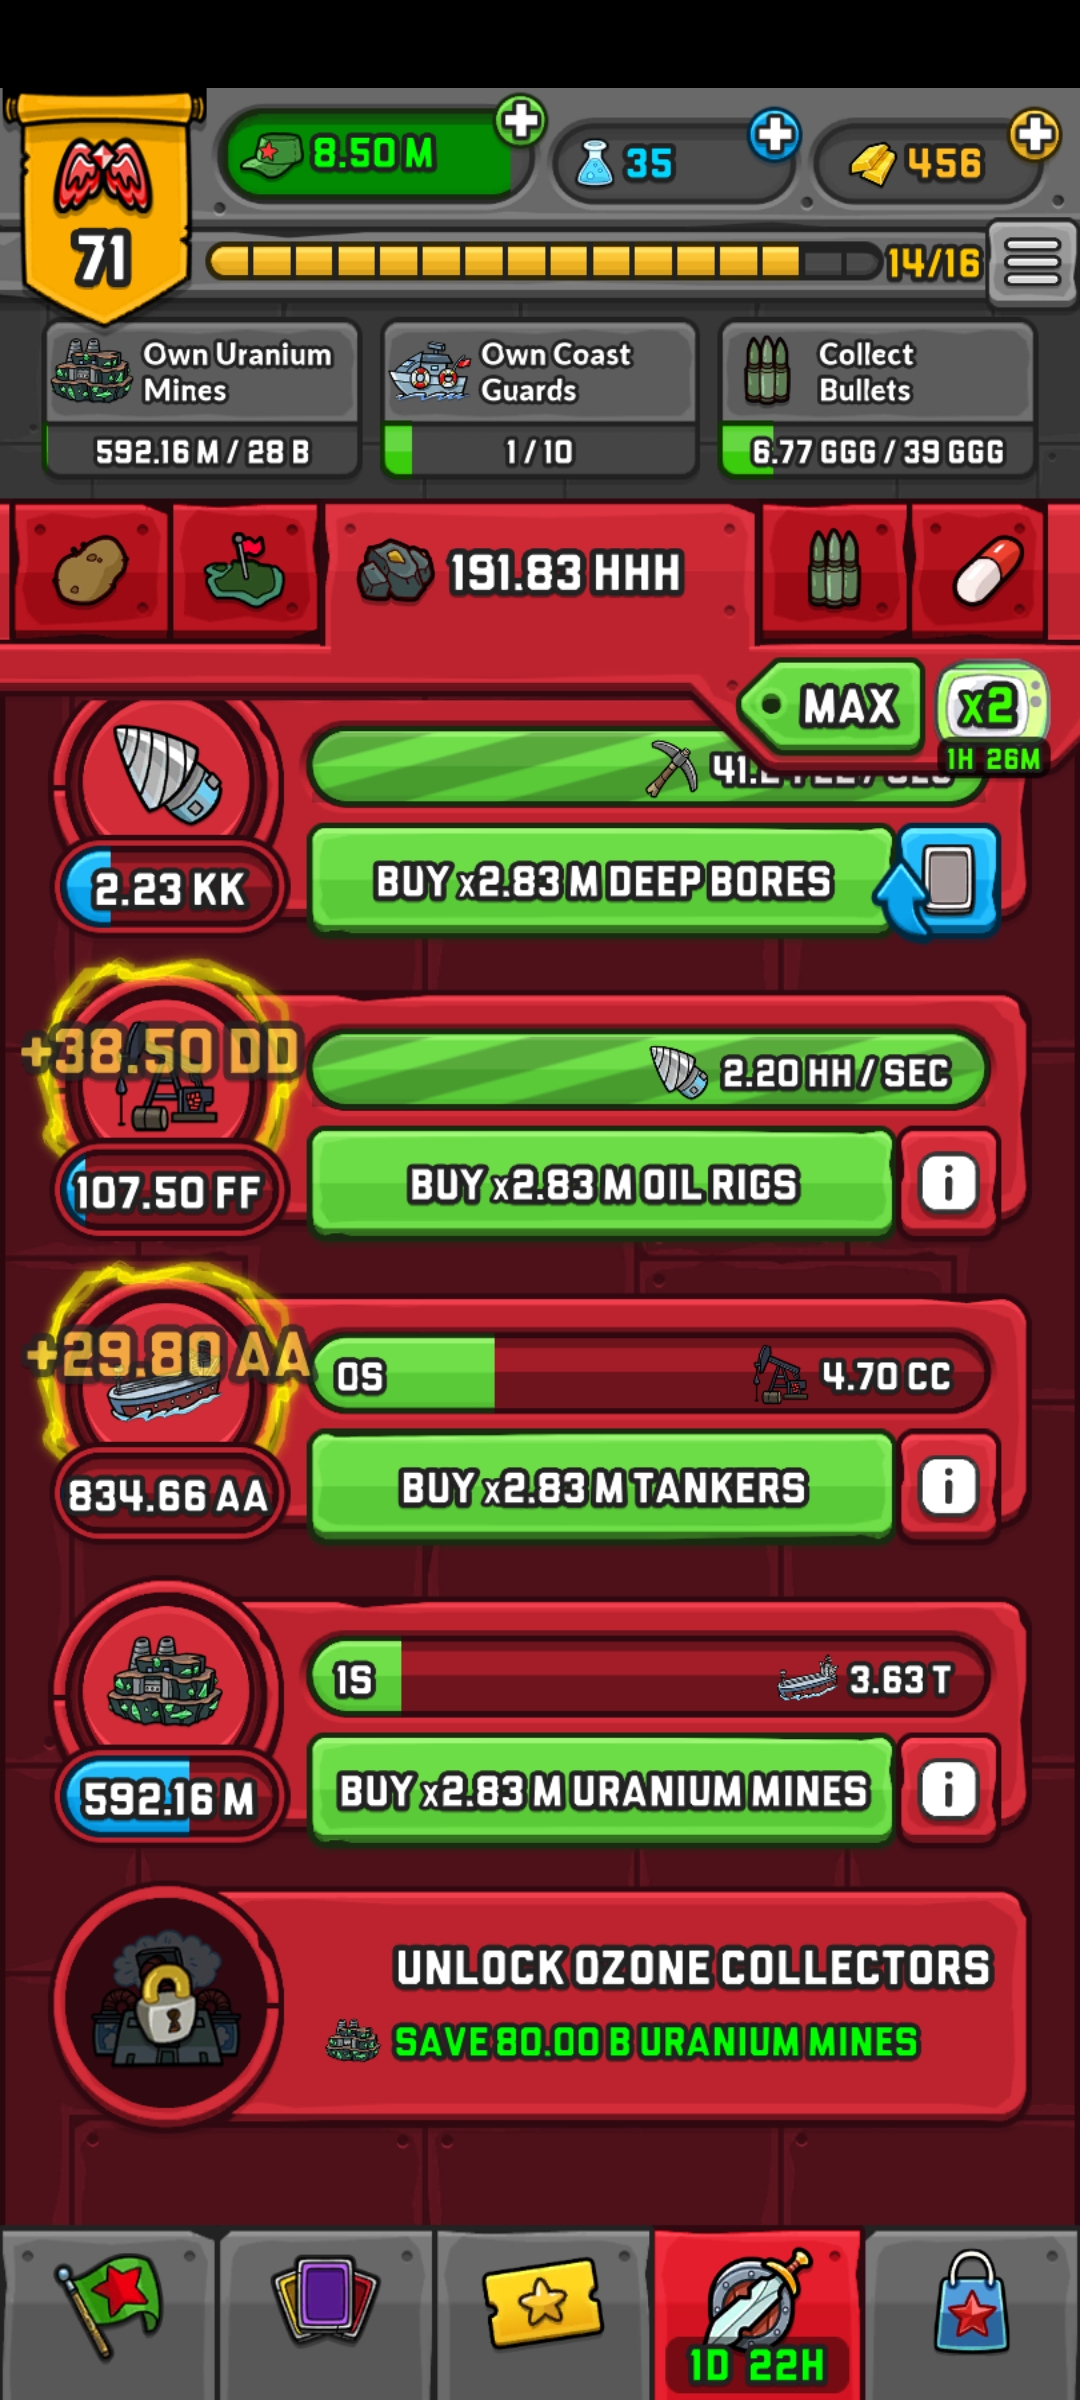 8.50 M
35
456
71
14/16
Own Uranium
Mines
592.16 M / 28 B
Own Coast
Guards
1 / 10
Collect
Bullets
6.77 GGG / 39 GGG
191.83 HHH
MAX
x2
1H 26M
2.23 KK
BUY x2.83 M DEEP BORES
+38.50 DD
2.20 HH / SEC
107.50 FF
BUY x2.83 M OIL RIGS
+29.80 AA
0S
4.70 CC
834.66 AA
BUY x2.83 M TANKERS
1S
3.63 T
592.16 M
BUY x2.83 M URANIUM MINES
UNLOCK OZONE COLLECTORS
SAVE 80.00 B URANIUM MINES
1D 22H